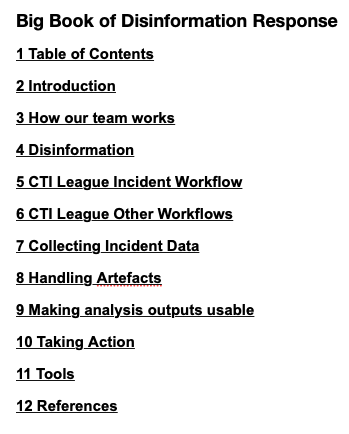 Big Book of Disinformation Response
1 Table of Contents
2 Introduction
3 How our team works
4 Disinformation
5 CTI League Incident Workflow
6 CTI League Other Workflows
7 Collecting Incident Data
8 Handling Artefacts
9 Making analysis outputs usable
10 Taking Action
11 Tools
12 References